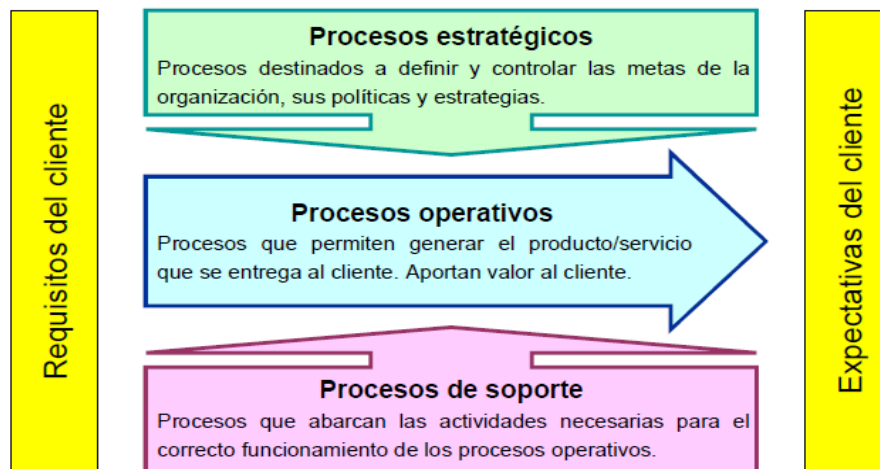 Requisitos del cliente
Procesos estratégicos
Procesos destinados a definir y controlar las metas de la
organización, sus políticas y estrategias.
Procesos operativos
Procesos que permiten generar el producto/servicio
que se entrega al cliente. Aportan valor al cliente.
Procesos de soporte
Procesos que abarcan las actividades necesarias para el
correcto funcionamiento de los procesos operativos.
Expectativas del cliente